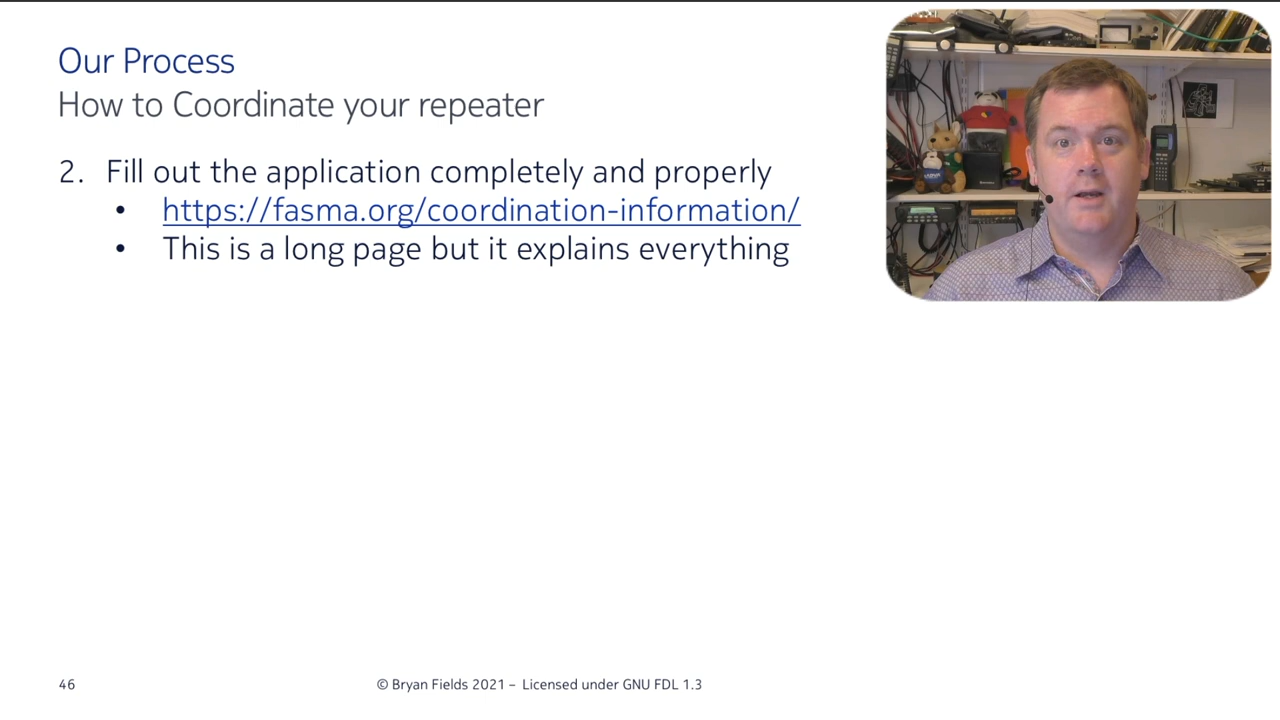 Our Process
How to Coordinate your repeater
2. Fill out the application completely and properly
• https://fasma.org/coordination-information/
• This is a long page but it explains everything
46
© Bryan Fields 2021 – Licensed under GNU FDL 1.3